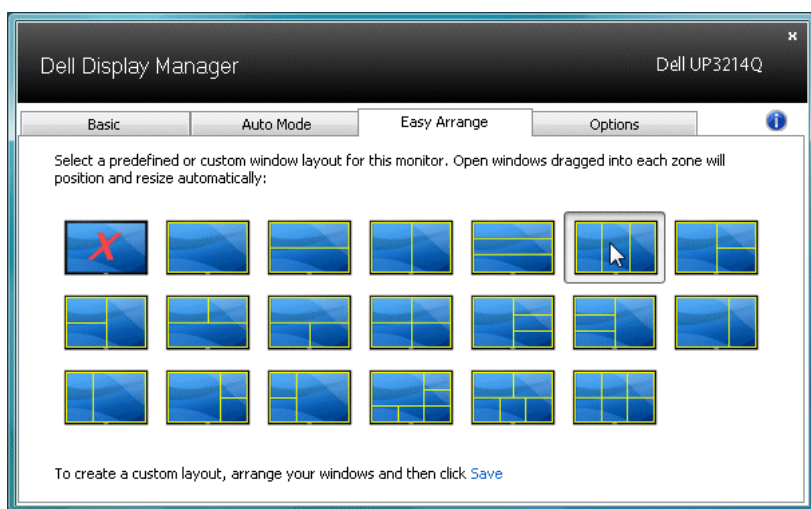 Dell Display Manager
Dell UP3214Q
Basic
Auto Mode
Easy Arrange
Options
Select a predefined or custom window layout for this monitor. Open windows dragged into each zone will
position and resize automatically:
To create a custom layout, arrange your windows and then click Save